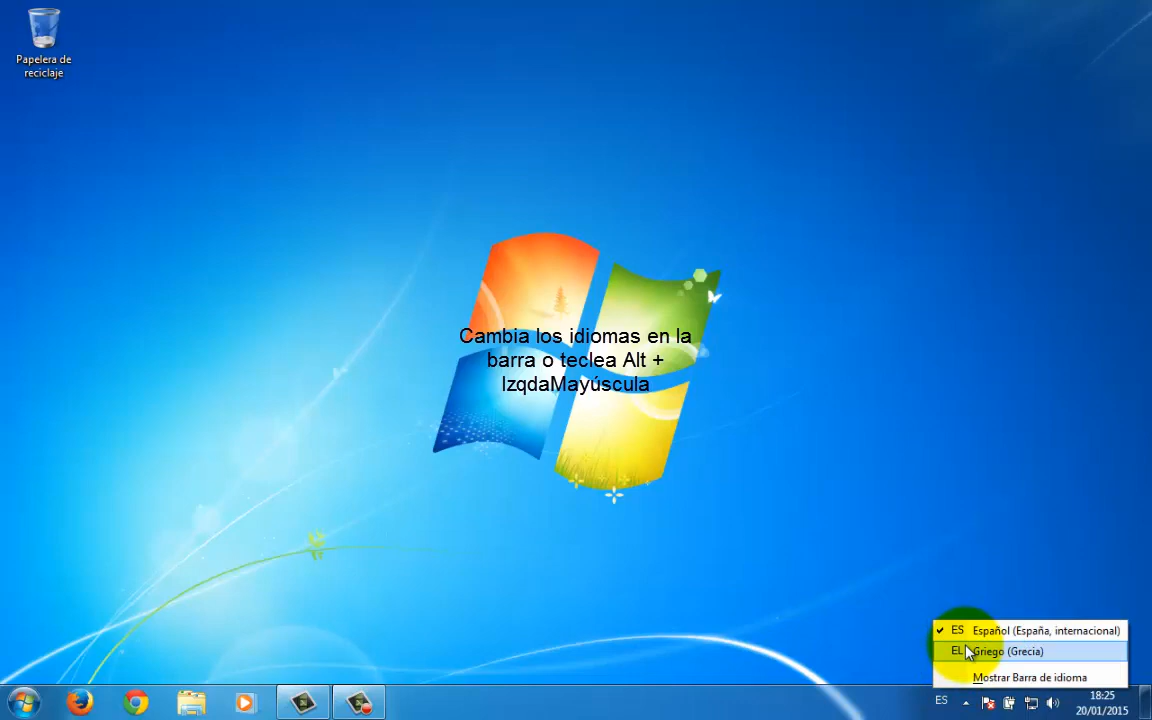 Papelera de
reciclaje
Cambia los idiomas en la
barra o teclea Alt +
IzqdaMayúscula
ES Español (España, internacional)
EL Griego (Grecia)
Mostrar Barra de idioma
ES
18:25
20/01/2015